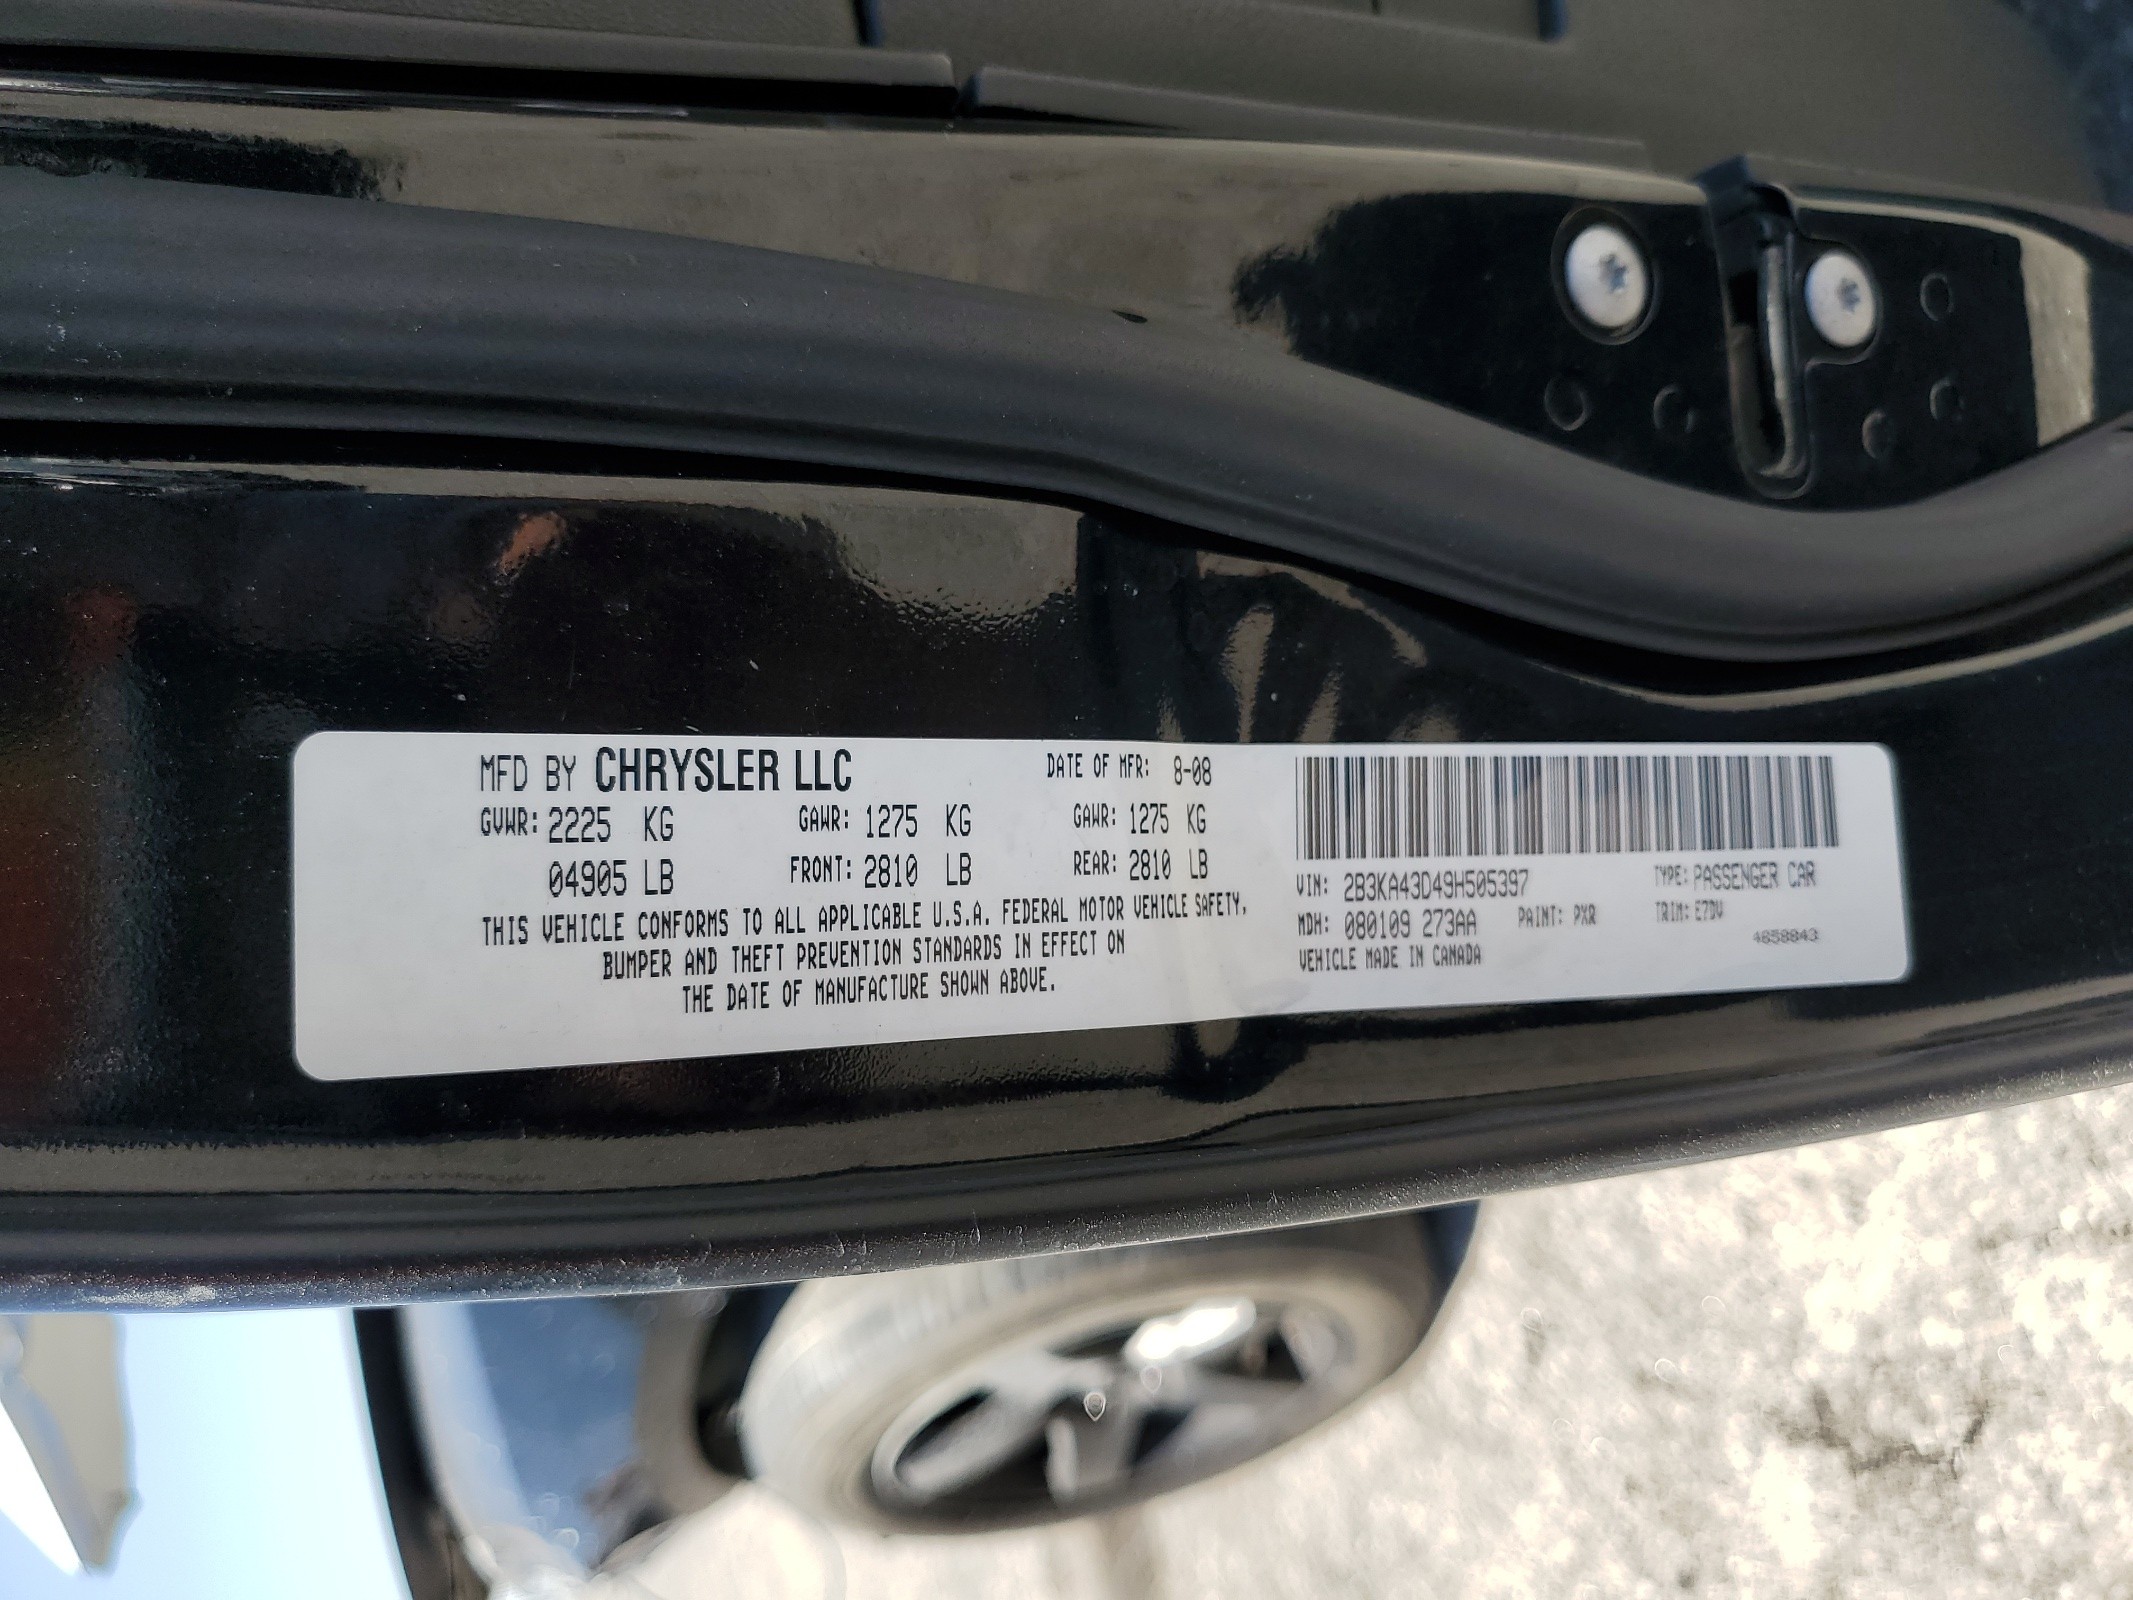 MFD BY CHRYSLER LLC DATE OF MFR: 8-08
GVWR: 2225 KG GAWR: 1275 KG GAWR: 1275 KG
04905 LB FRONT: 2810 LB REAR: 2810 LB
THIS VEHICLE CONFORMS TO ALL APPLICABLE U.S.A. FEDERAL MOTOR VEHICLE SAFETY,
BUMPER AND THEFT PREVENTION STANDARDS IN EFFECT ON
THE DATE OF MANUFACTURE SHOWN ABOVE.
VIN: 2B3KA43D49H505397 TYPE: PASSENGER CAR
MDH: 080109 273AA PAINT: PXR TRIM: E7DV
VEHICLE MADE IN CANADA 4658843